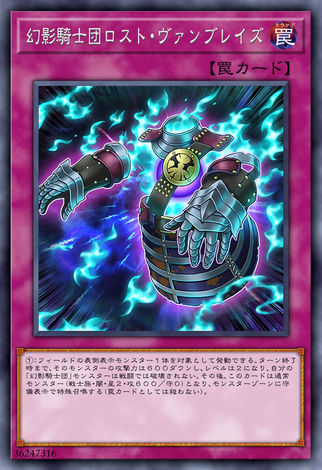 幻影騎士団ロスト・ヴァンブレイズ
トラップ
罠
【罠カード】
①:フィールドの表側表示モンスター１体を対象として発動できる。ターン終
了時まで、そのモンスターの攻撃力は６００ダウンし、レベルは２になり、自分の
「幻影騎士団」モンスターは戦闘では破壊されない。その後、このカードは通常
モンスター(戦士族・闇・星２・攻６００／守０)となり、モンスターゾーンに守
備表示で特殊召喚する(罠カードとしては扱わない)。
36247316